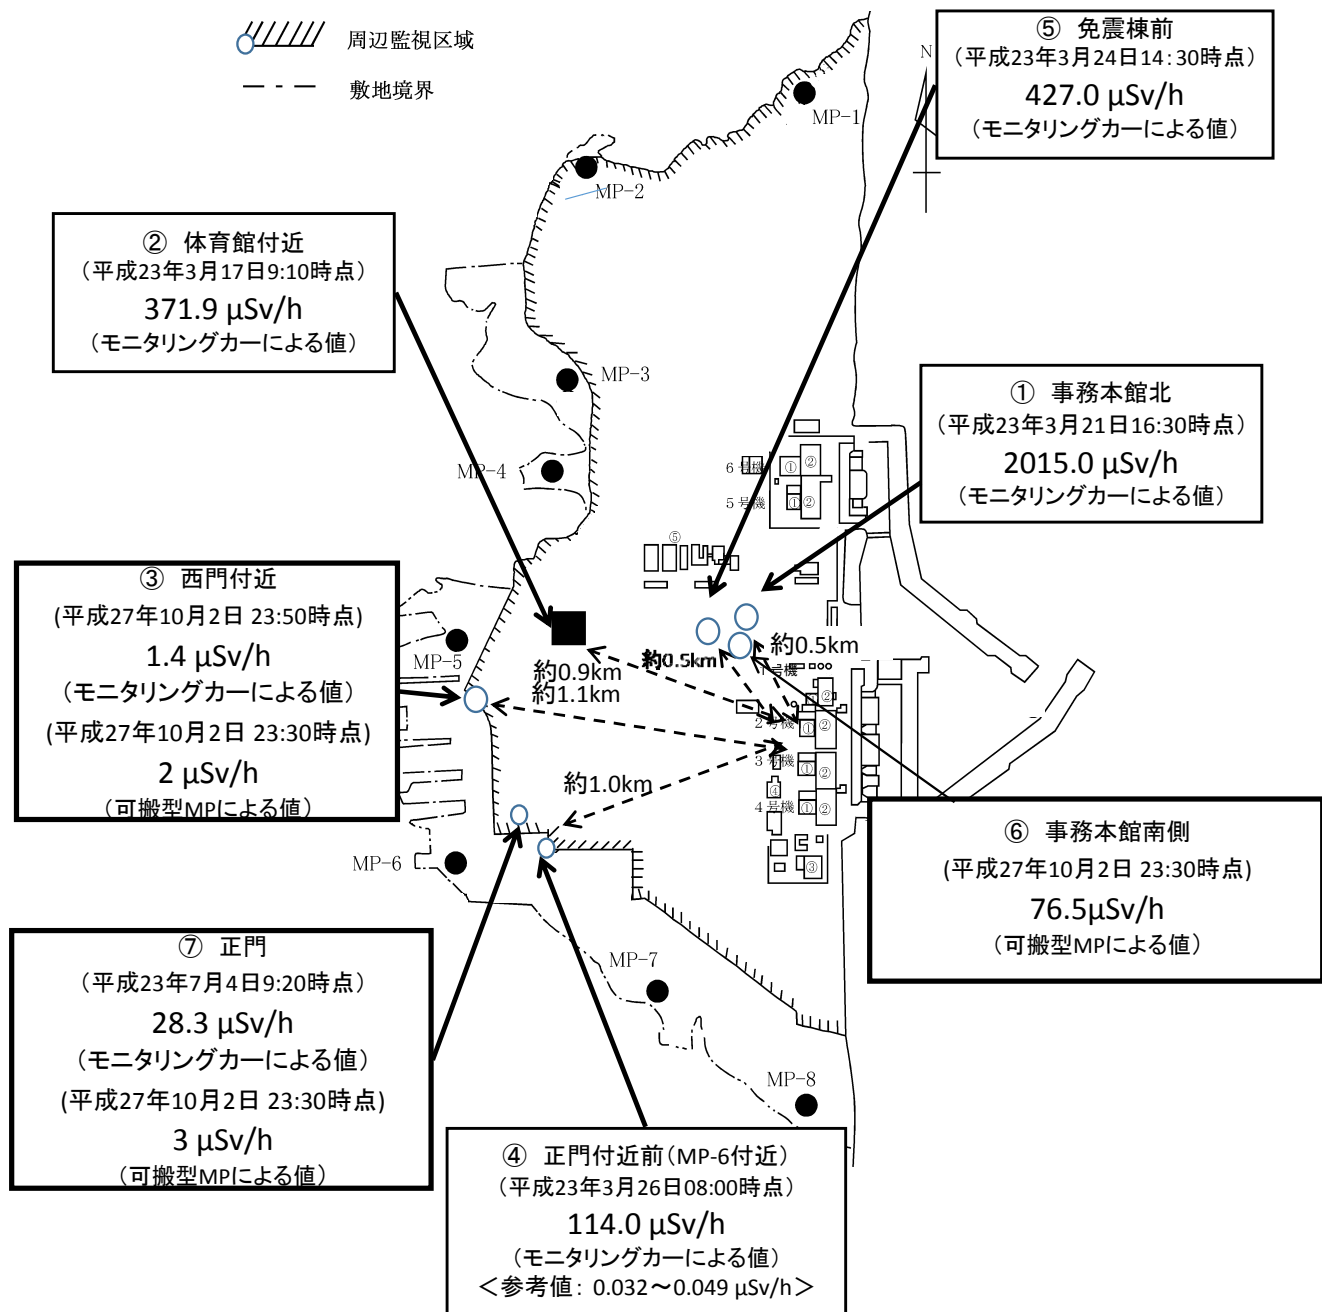 周辺監視区域
敷地境界
⑤ 免震棟前
（平成23年3月24日14:30時点）
427.0 μSv/h
（モニタリングカーによる値）
N
MP-1
MP-2
② 体育館付近
（平成23年3月17日9:10時点）
371.9 μSv/h
（モニタリングカーによる値）
MP-3
① 事務本館北
（平成23年3月21日16:30時点）
2015.0 μSv/h
（モニタリングカーによる値）
MP-4
6号機
① ②
5号機
① ②
⑤
③ 西門付近
(平成27年10月2日 23:50時点)
1.4 μSv/h
（モニタリングカーによる値）
(平成27年10月2日 23:30時点)
2 μSv/h
（可搬型MPによる値）
MP-5
約0.9km
約1.1km
約0.5km
約0.5km
1号機
②
2号機
① ②
3号機
① ②
④
4号機
① ②
③
約1.0km
⑥ 事務本館南側
(平成27年10月2日 23:30時点)
76.5μSv/h
（可搬型MPによる値）
MP-6
⑦ 正門
（平成23年7月4日9:20時点）
28.3 μSv/h
（モニタリングカーによる値）
(平成27年10月2日 23:30時点)
3 μSv/h
（可搬型MPによる値）
MP-7
MP-8
④ 正門付近前（MP-6付近）
（平成23年3月26日08:00時点）
114.0 μSv/h
（モニタリングカーによる値）
＜参考値: 0.032～0.049 μSv/h＞